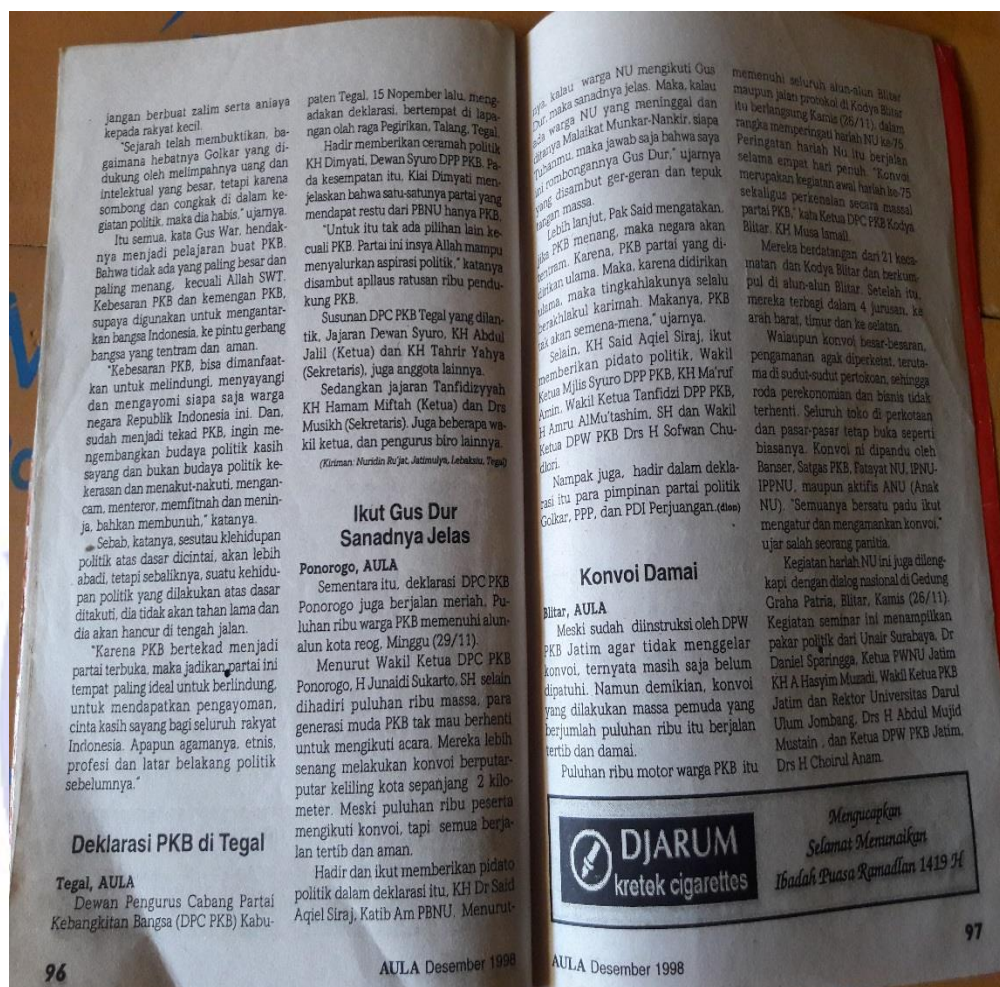 jangan berbuat zalim serta aniaya
kepada rakyat kecil.
"Sejarah telah membuktikan, ba-
gaimana hebatnya Golkar yang di-
dukung oleh melimpahnya uang dan
intelektual yang besar, tetapi karena
sombong dan congkak di dalam ke-
giatan politik, maka dia habis," ujarnya.
Itu semua, kata Gus War, hendak-
nya menjadi pelajaran buat PKB.
Bahwa tidak ada yang paling besar dan
paling menang, kecuali Allah SWT.
Kebesaran PKB dan kemengan PKB,
supaya digunakan untuk mengantar-
kan bangsa Indonesia, ke pintu gerbang
bangsa yang tentram dan aman.
"Kebesaran PKB, bisa dimanfaat-
kan untuk melindungi, menyayangi
dan mengayomi siapa saja warga
negara Republik Indonesia ini. Dan,
sudah menjadi tekad PKB, ingin me-
ngembangkan budaya politik kasih
sayang dan bukan budaya politik ke-
kerasan dan menakut-nakuti, mengan-
cam, menteror, memfitnah dan menin-
ja, bahkan membunuh," katanya.
Sebab, katanya, sesutau klehidupan
politik atas dasar dicintai, akan lebih
abadi, tetapi sebaliknya, suatu kehidu-
pan politik yang dilakukan atas dasar
ditakuti, dia tidak akan tahan lama dan
dia akan hancur di tengah jalan.
"Karena PKB bertekad menjadi
partai terbuka, maka jadikan partai ini
tempat paling ideal untuk berlindung,
untuk mendapatkan pengayoman,
cinta kasih sayang bagi seluruh rakyat
Indonesia. Apapun agamanya, etnis,
profesi dan latar belakang politik
sebelumnya."
Deklarasi PKB di Tegal
Tegal, AULA
Dewan Pengurus Cabang Partai
Kebangkitan Bangsa (DPC PKB) Kabu-
paten Tegal, 15 Nopember lalu, meng-
adakan deklarasi, bertempat di lapa-
ngan olah raga Pegirikan, Talang, Tegal.
Hadir memberikan ceramah politik
KH Dimyati, Dewan Syuro DPP PKB. Pa-
da kesempatan itu, Kiai Dimyati men-
jelaskan bahwa satu-satunya partai yang
mendapat restu dari PBNU hanya PKB.
"Untuk itu tak ada pilihan lain ke-
cuali PKB. Partai ini insya Allah mampu
menyalurkan aspirasi politik," katanya
disambut apllaus ratusan ribu pendu-
kung PKB.
Susunan DPC PKB Tegal yang dilan-
tik, Jajaran Dewan Syuro, KH Abdul
Jalil (Ketua) dan KH Tahrir Yahya
(Sekretaris), juga anggota lainnya.
Sedangkan jajaran Tanfidizyyah
KH Hamam Miftah (Ketua) dan Drs
Musikh (Sekretaris). Juga beberapa wa-
kil ketua, dan pengurus biro lainnya.
(Kiriman: Nuridin Ru'jat, Jatimulya, Lebaksiu, Tegal)
Ikut Gus Dur
Sanadnya Jelas
Ponorogo, AULA
Sementara itu, deklarasi DPC PKB
Ponorogo juga berjalan meriah. Pu-
luhan ribu warga PKB memenuhi alun-
alun kota reog, Minggu (29/11).
Menurut Wakil Ketua DPC PKB
Ponorogo, H Junaidi Sukarto, SH selain
dihadiri puluhan ribu massa, para
generasi muda PKB tak mau berhenti
untuk mengikuti acara. Mereka lebih
senang melakukan konvoi berputar-
putar keliling kota sepanjang 2 kilo-
meter. Meski puluhan ribu peserta
mengikuti konvoi, tapi semua berja-
lan tertib dan aman.
Hadir dan ikut memberikan pidato
politik dalam deklarasi itu, KH Dr Said
Aqiel Siraj, Katib Am PBNU. Menurut-
96
AULA Desember 1998
nya, kalau warga NU mengikuti Gus
Dur, maka sanadnya jelas. Maka, kalau
ada warga NU yang meninggal dan
ditanya Malaikat Munkar-Nankir, siapa
Tuhanmu, maka jawab saja bahwa saya
ini rombongannya Gus Dur," ujarnya
yang disambut ger-geran dan tepuk
tangan massa.
Lebih lanjut, Pak Said mengatakan,
jika PKB menang, maka negara akan
tentram. Karena, PKB partai yang di-
dirikan ulama. Maka, karena didirikan
ulama, maka tingkahlakunya selalu
berakhlakul karimah. Makanya, PKB
tak akan semena-mena," ujarnya.
Selain, KH Said Aqiel Siraj, ikut
memberikan pidato politik, Wakil
Ketua Mjlis Syuro DPP PKB, KH Ma'ruf
Amin, Wakil Ketua Tanfidzi DPP PKB,
H Amru AlMu'tashim, SH dan Wakil
Ketua DPW PKB Drs H Sofwan Chu-
dlori.
Nampak juga, hadir dalam dekla-
rasi itu para pimpinan partai politik
Golkar, PPP, dan PDI Perjuangan.(dlon)
Konvoi Damai
Blitar, AULA
Meski sudah diinstruksi oleh DPW
PKB Jatim agar tidak menggelar
konvoi, ternyata masih saja belum
dipatuhi. Namun demikian, konvoi
yang dilakukan massa pemuda yang
berjumlah puluhan ribu itu berjalan
tertib dan damai.
Puluhan ribu motor warga PKB itu
memenuhi seluruh alun-alun Blitar
maupun jalan protokol di Kodya Blitar
itu berlangsung Kamis (26/11), dalam
rangka memperingati harlah NU ke-75.
Peringatan harlah Nu itu berjalan
selama empat hari penuh. "Konvoi
merupakan kegiatan awal harlah ke-75
sekaligus perkenalan secara massal
partai PKB," kata Ketua DPC PKB Kodya
Blitar, KH Musa Ismail.
Mereka berdatangan dari 21 keca-
matan dan Kodya Blitar dan berkum-
pul di alun-alun Blitar. Setelah itu,
mereka terbagi dalam 4 jurusan, ke
arah barat, timur dan ke selatan.
Walaupun konvoi besar-besaran,
pengamanan agak diperketat, teruta-
ma di sudut-sudut pertokoan, sehingga
roda perekonomian dan bisnis tidak
terhenti. Seluruh toko di perkotaan
dan pasar-pasar tetap buka seperti
biasanya. Konvoi ni dipandu oleh
Banser, Satgas PKB, Fatayat NU, IPNU-
IPPNU, maupun aktifis ANU (Anak
NU). "Semuanya bersatu padu ikut
mengatur dan mengamankan konvoi,"
ujar salah seorang panitia.
Kegiatan harlah NU ini juga dileng-
kapi dengan dialog nasional di Gedung
Graha Patria, Blitar, Kamis (26/11).
Kegiatan seminar ini menampilkan
pakar politik dari Unair Surabaya, Dr
Daniel Sparingga, Ketua PWNU Jatim
KH A Hasyim Muzadi, Wakil Ketua PKB
Jatim dan Rektor Universitas Darul
Ulum Jombang, Drs H Abdul Mujid
Mustain , dan Ketua DPW PKB Jatim,
Drs H Choirul Anam.
DJARUM
kretek cigarettes
Mengucapkan
Selamat Menunaikan
Ibadah Puasa Ramadlan 1419 H
AULA Desember 1998
97